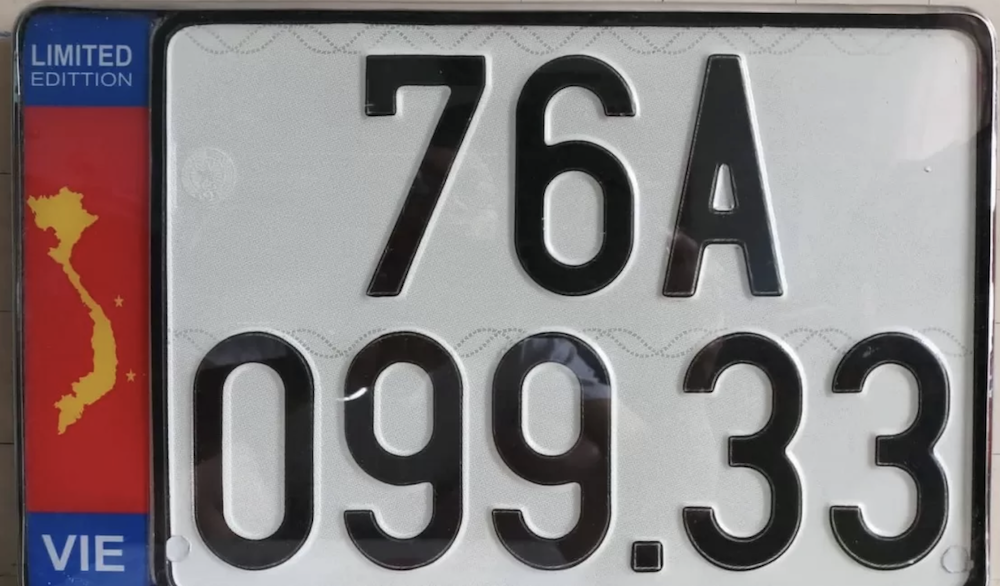 LIMITED
EDITTION
VIE
76A
099.33